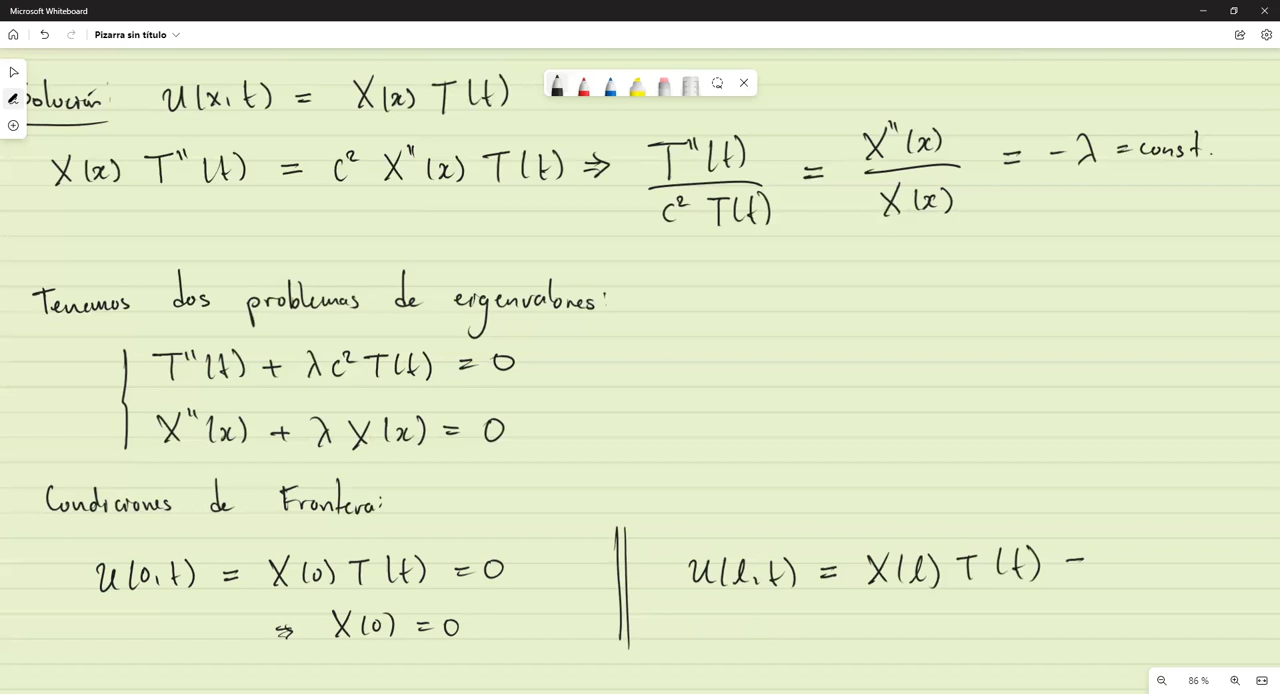 Microsoft Whiteboard
Pizarra sin título
Solución: u(x,t) = X(x) T(t)
X(x) T''(t) = c² X''(x) T(t) ⇒ T''(t) / c² T(t) = X''(x) / X(x) = -λ = const.
Tenemos dos problemas de eigenvalores:
T''(t) + λc² T(t) = 0
X''(x) + λ X(x) = 0
Condiciones de Frontera:
u(0,t) = X(0) T(t) = 0
⇒ X(0) = 0
u(l,t) = X(l) T(t) -
86 %